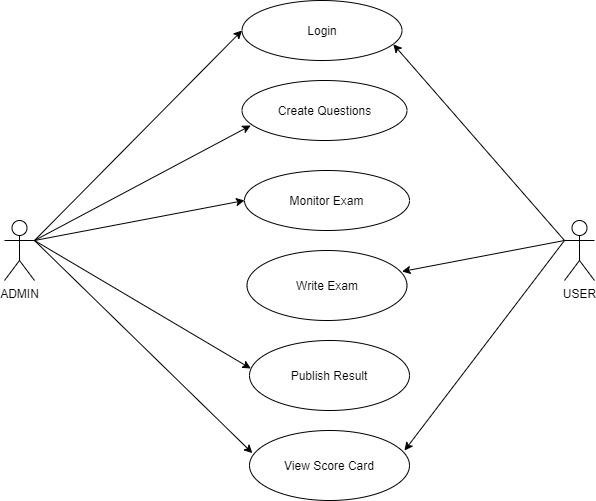 Login
Create Questions
Monitor Exam
ADMIN
USER
Write Exam
Publish Result
View Score Card